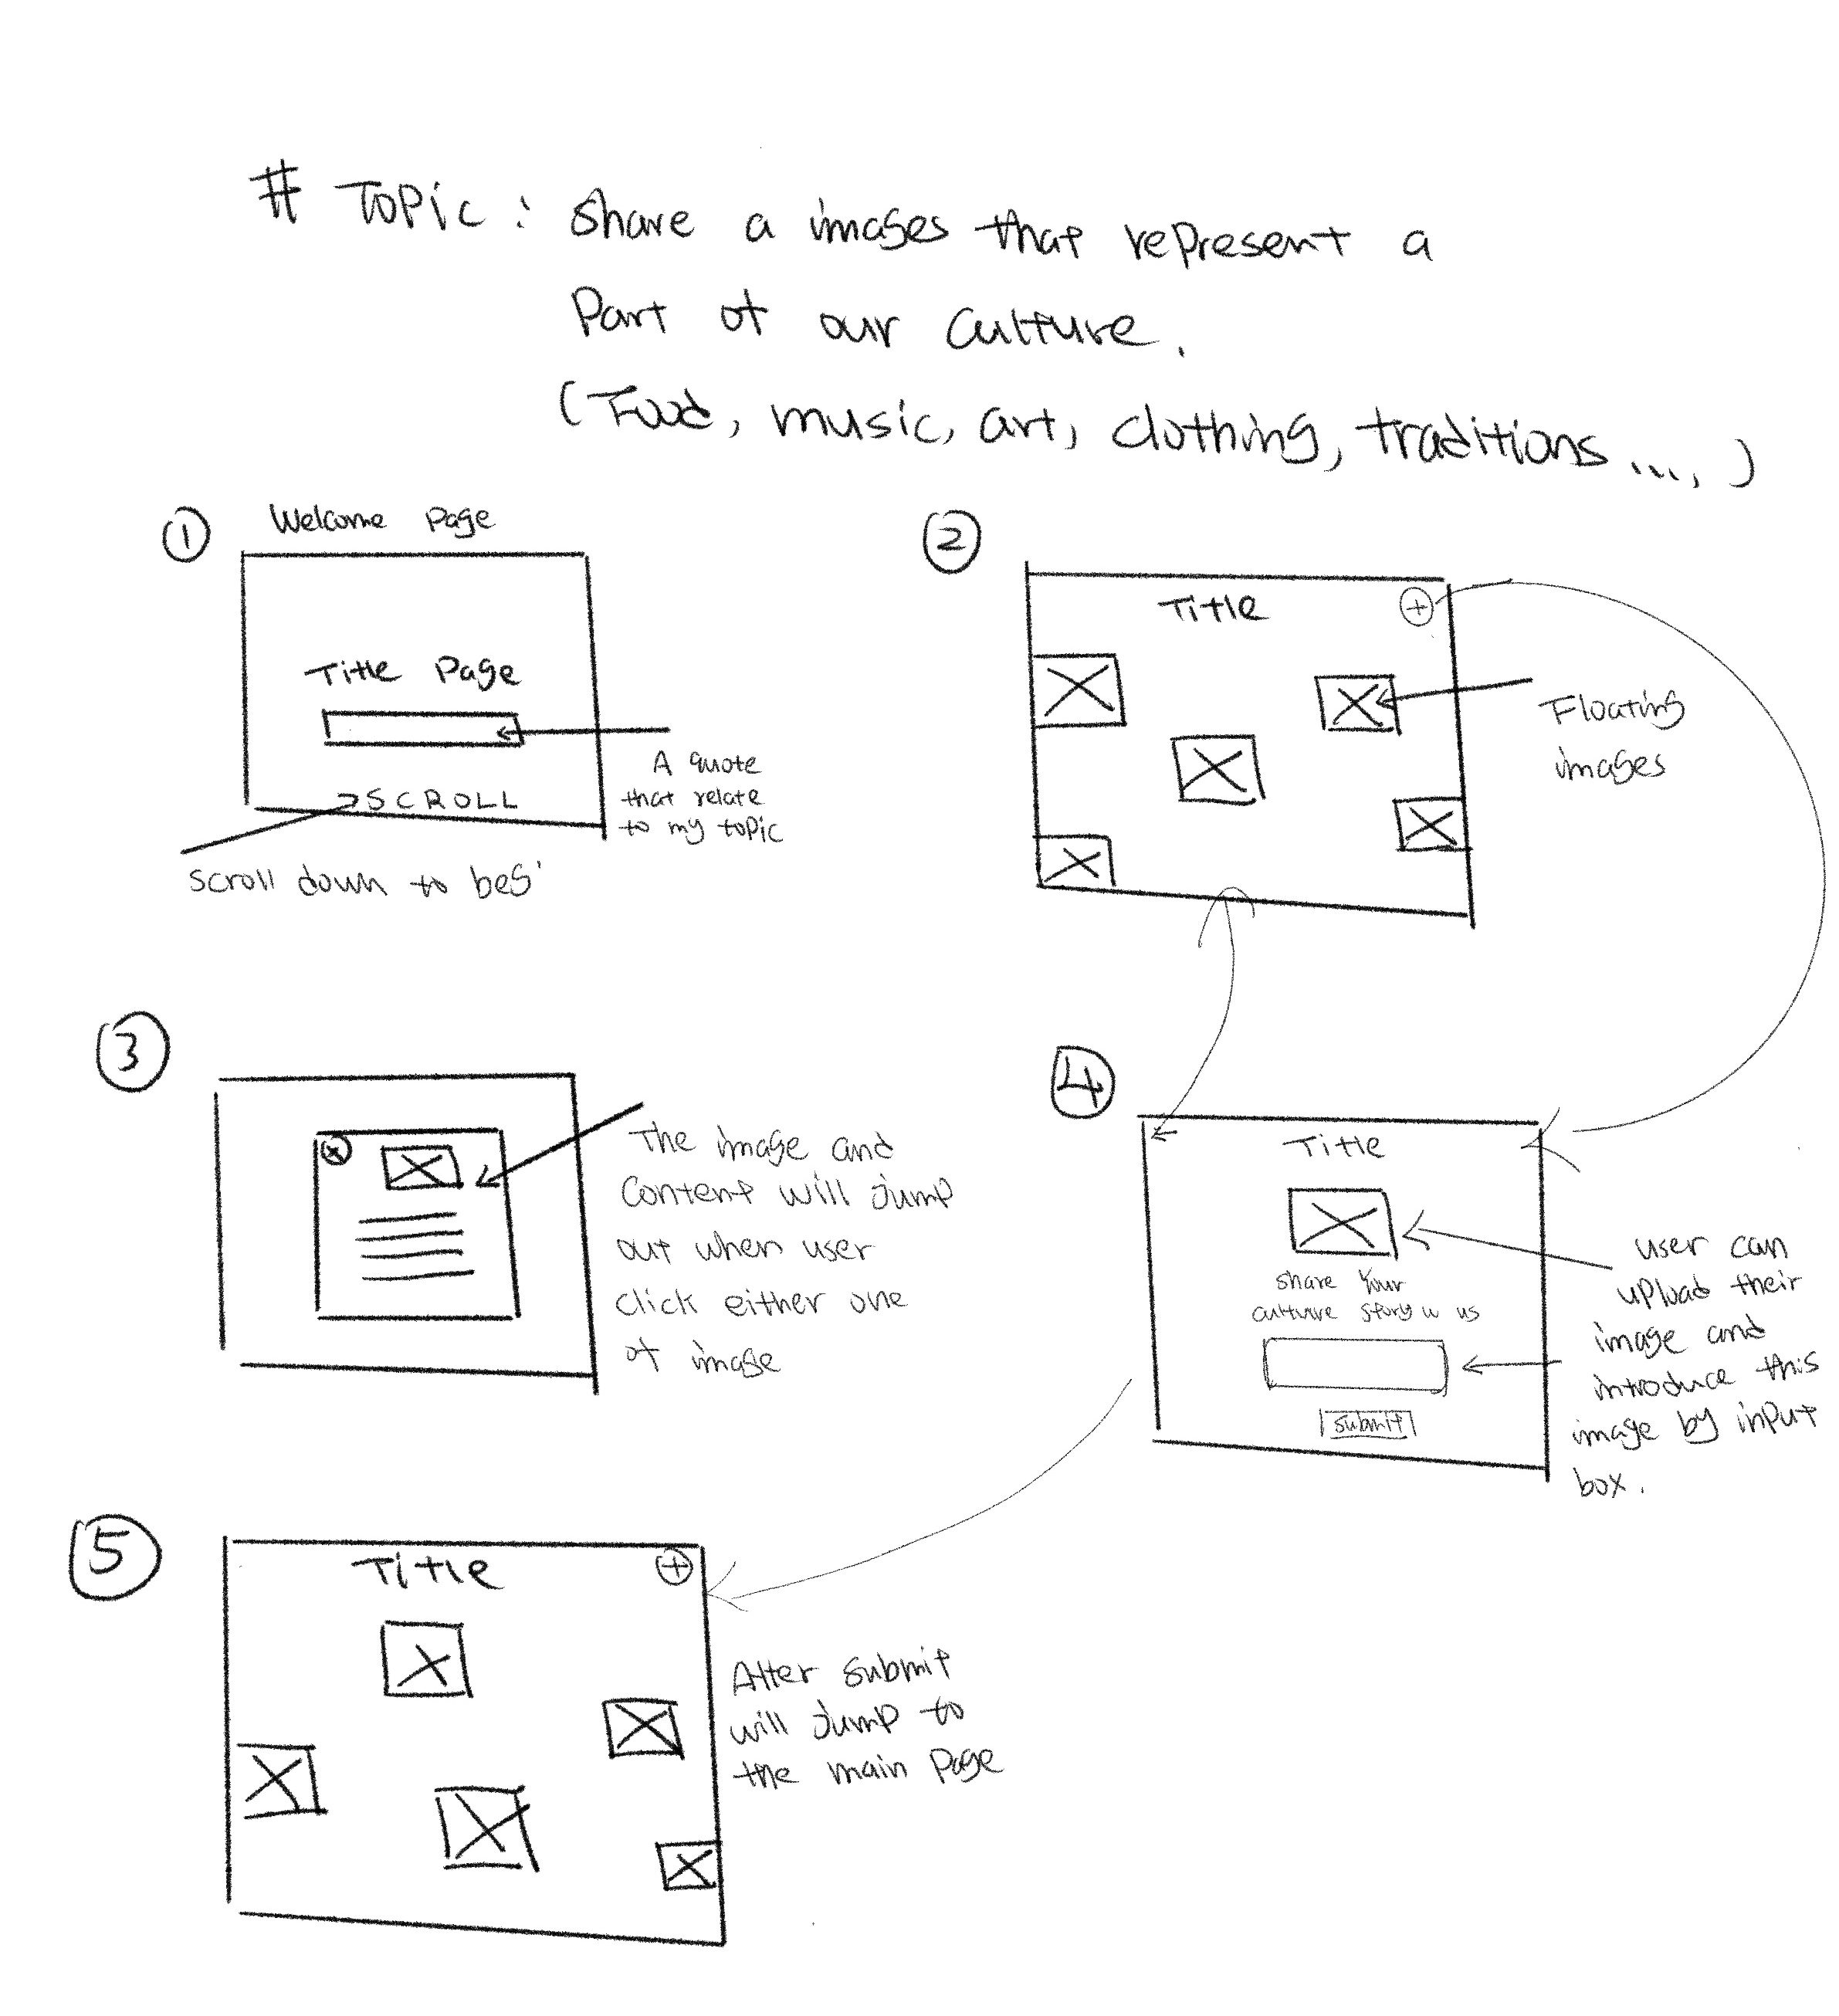 # Topic : Share a images that represent a
Part of our culture.
(Food, music, art, clothing, traditions ..., )
1 Welcome Page
Title Page
SCROLL
A quote
that relate
to my topic
Scroll down to beg'
2
Title
+
Floating
images
3
x
The image and
Content will Jump
out when user
click either one
of image
4
Title
share Your
culture story w us
Submit
user can
upload their
image and
introduce this
image by input
box.
5
Title
+
After submit
will Jump to
the main Page